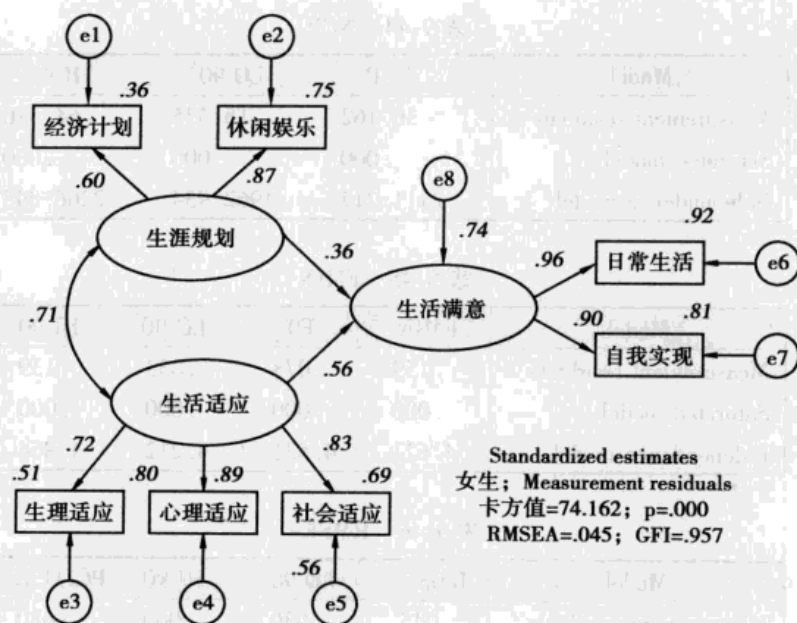 e1
e2
.36
.75
经济计划
休闲娱乐
.60
.87
e8
生涯规划
.36
.74
.92
.96
日常生活
e6
.71
生活满意
.81
.90
自我实现
e7
.56
生活适应
.72
.83
.51
.80
.89
.69
生理适应
心理适应
社会适应
.56
e3
e4
e5
Standardized estimates
女生；Measurement residuals
卡方值=74.162；p=.000
RMSEA=.045；GFI=.957